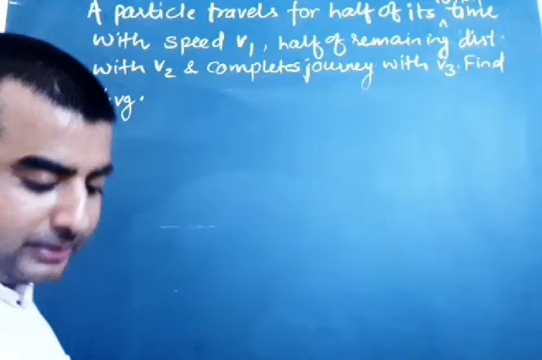 A particle travels for half of its ^ time
with speed v₁, half of remaining dist.
with v₂ & completes journey with v₃. Find
vg.